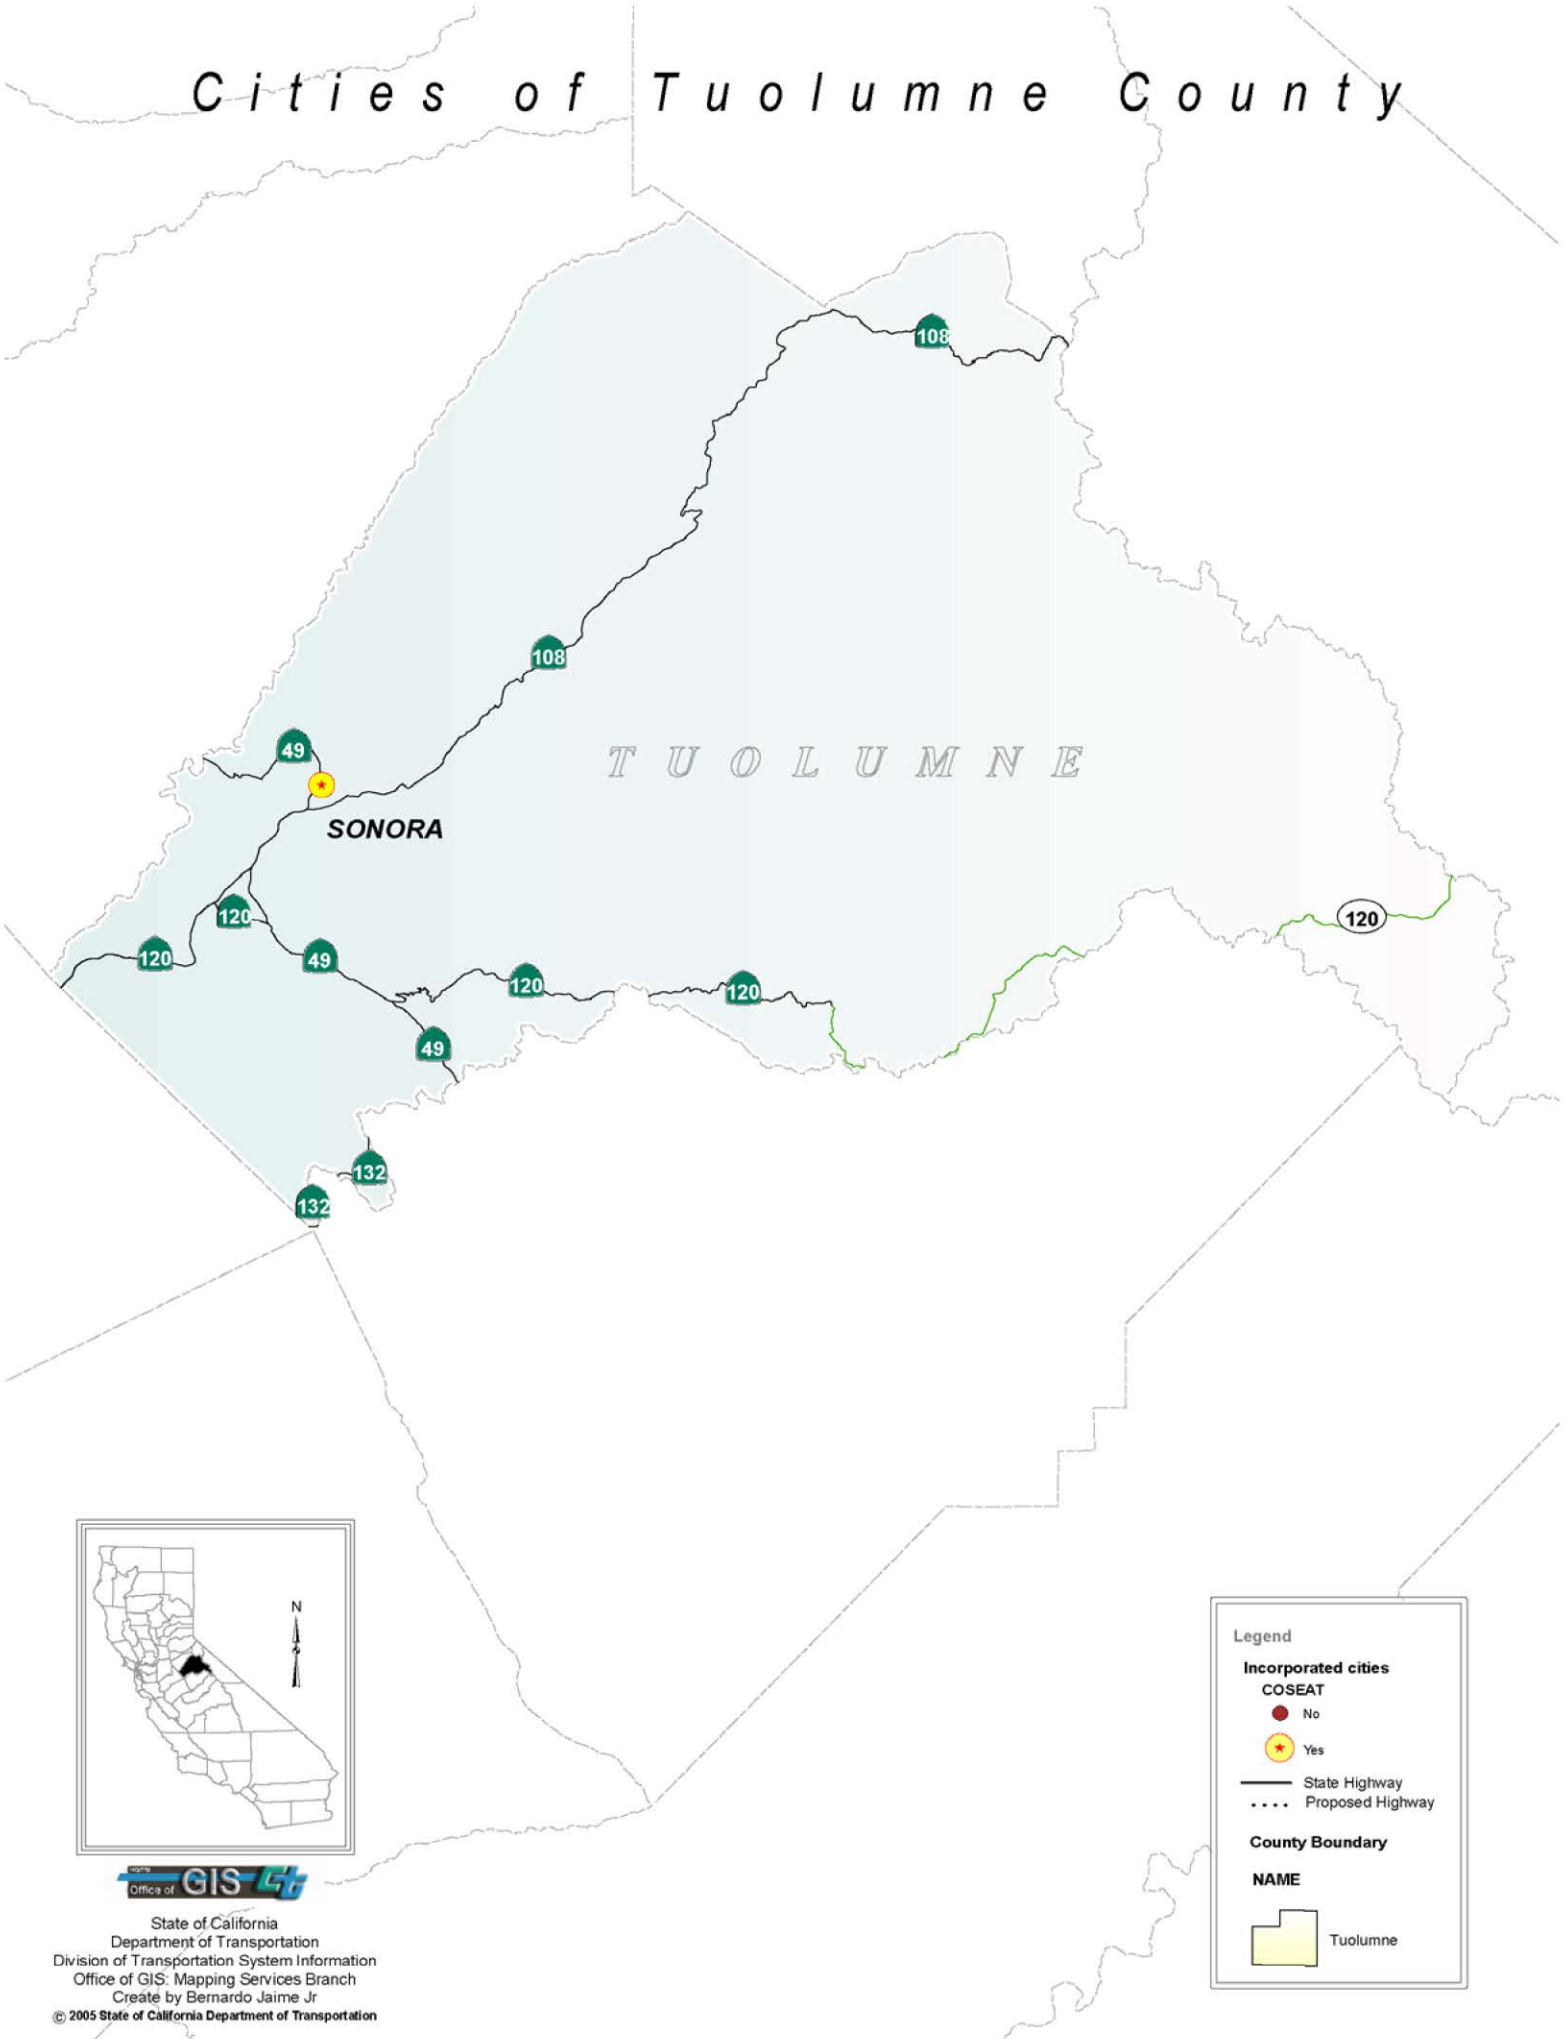 Cities of Tuolumne County
108
108
49
TUOLUMNE
SONORA
120
120
120
49
120
120
49
132
132
N
Office of GIS Ct
State of California
Department of Transportation
Division of Transportation System Information
Office of GIS: Mapping Services Branch
Create by Bernardo Jaime Jr
© 2005 State of California Department of Transportation
Legend
Incorporated cities
COSEAT
No
Yes
State Highway
Proposed Highway
County Boundary
NAME
Tuolumne